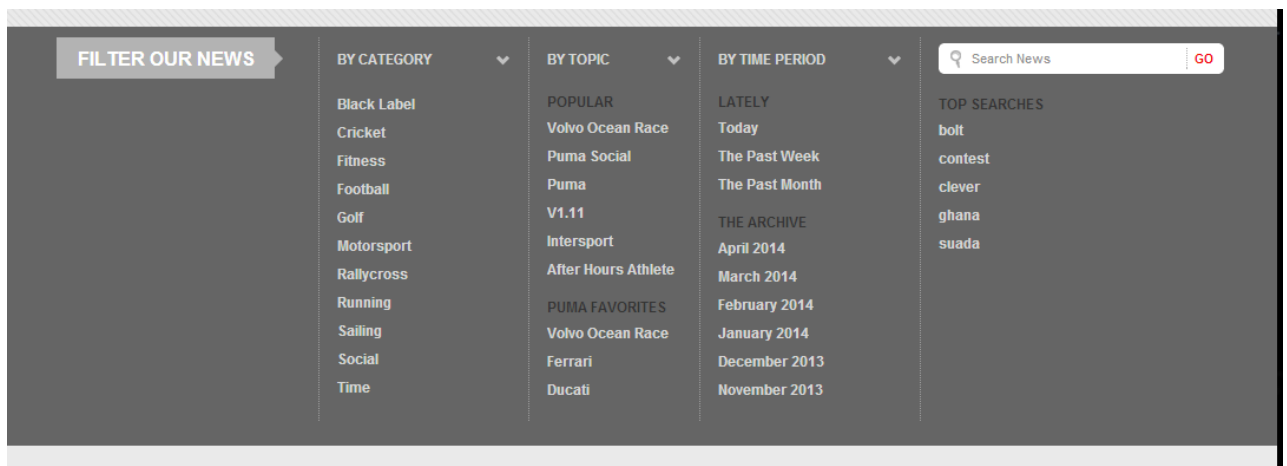 FILTER OUR NEWS
BY CATEGORY
Black Label
Cricket
Fitness
Football
Golf
Motorsport
Rallycross
Running
Sailing
Social
Time
BY TOPIC
POPULAR
Volvo Ocean Race
Puma Social
Puma
V1.11
Intersport
After Hours Athlete
PUMA FAVORITES
Volvo Ocean Race
Ferrari
Ducati
BY TIME PERIOD
LATELY
Today
The Past Week
The Past Month
THE ARCHIVE
April 2014
March 2014
February 2014
January 2014
December 2013
November 2013
Search News
GO
TOP SEARCHES
bolt
contest
clever
ghana
suada